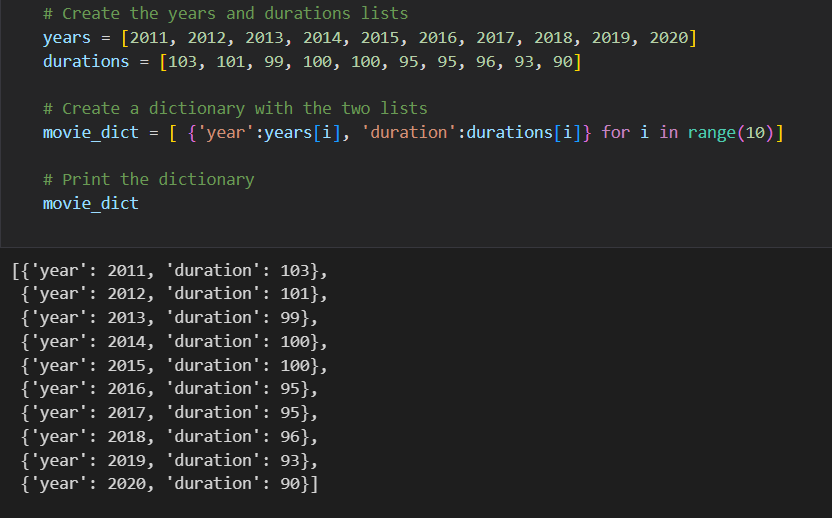 # Create the years and durations lists
years = [2011, 2012, 2013, 2014, 2015, 2016, 2017, 2018, 2019, 2020]
durations = [103, 101, 99, 100, 100, 95, 95, 96, 93, 90]
# Create a dictionary with the two lists
movie_dict = [ {'year':years[i], 'duration':durations[i]} for i in range(10)]
# Print the dictionary
movie_dict
[{'year': 2011, 'duration': 103},
{'year': 2012, 'duration': 101},
{'year': 2013, 'duration': 99},
{'year': 2014, 'duration': 100},
{'year': 2015, 'duration': 100},
{'year': 2016, 'duration': 95},
{'year': 2017, 'duration': 95},
{'year': 2018, 'duration': 96},
{'year': 2019, 'duration': 93},
{'year': 2020, 'duration': 90}]